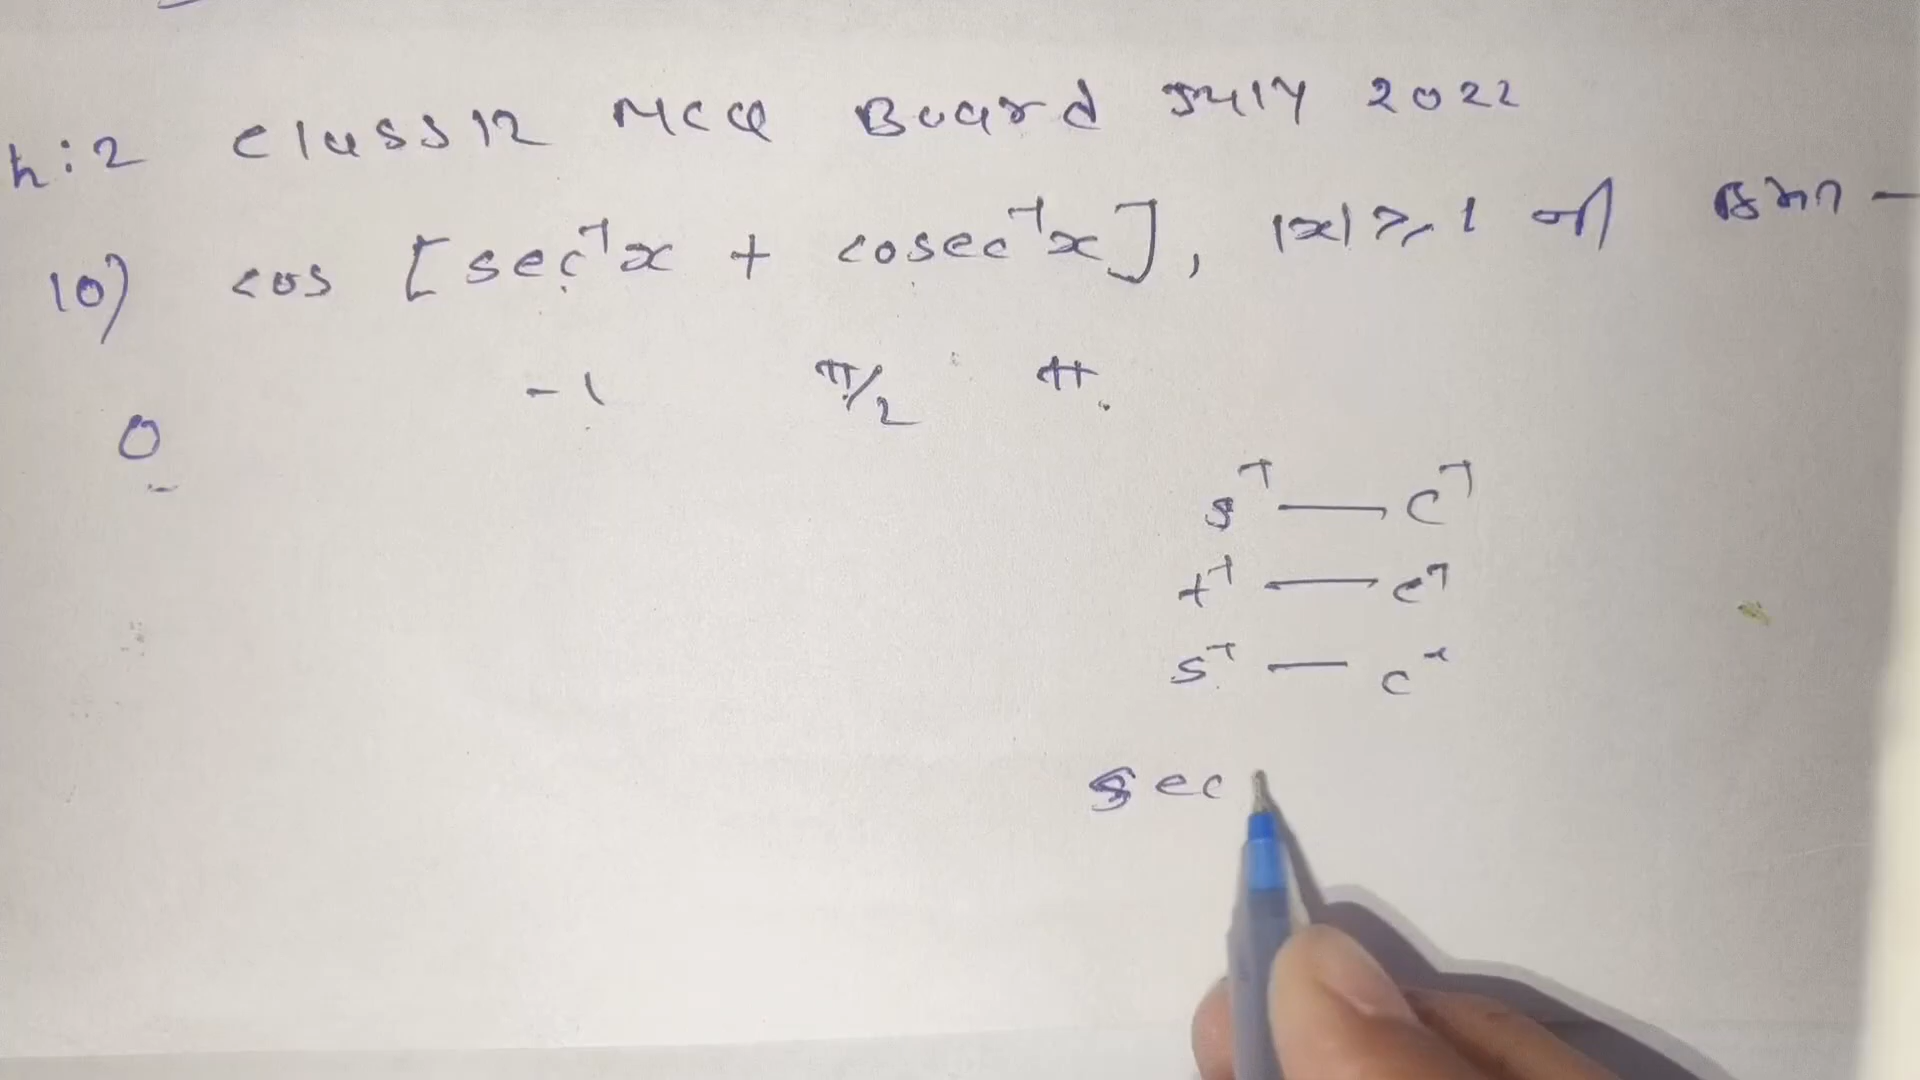 h:2 class 12 MCQ Board July 2022
10) cos [sec⁻¹x + cosec⁻¹x], |x| ≥ 1 ની કિંમત -
0 -1 π/2 π.
s⁻¹ — c⁻¹
t⁻¹ — c⁻¹
s⁻¹ — c⁻¹
sec